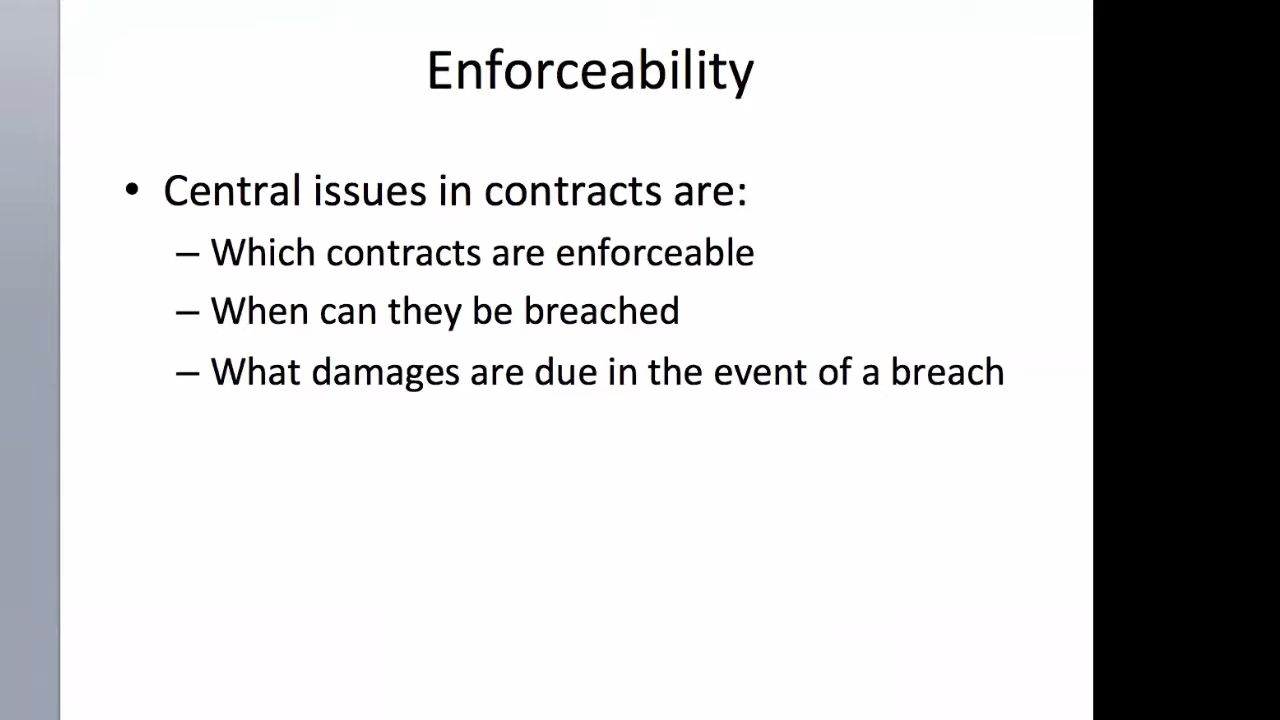 Enforceability
• Central issues in contracts are:
– Which contracts are enforceable
– When can they be breached
– What damages are due in the event of a breach